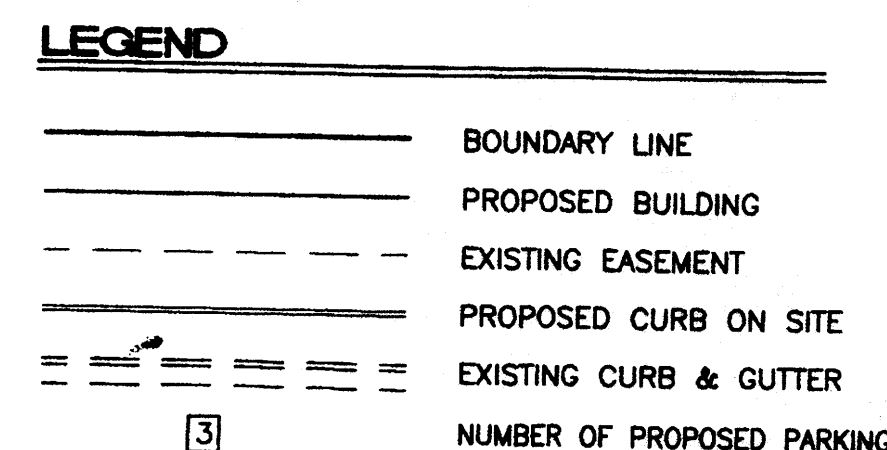 LEGEND
BOUNDARY LINE
PROPOSED BUILDING
EXISTING EASEMENT
PROPOSED CURB ON SITE
EXISTING CURB & GUTTER
3 NUMBER OF PROPOSED PARKING